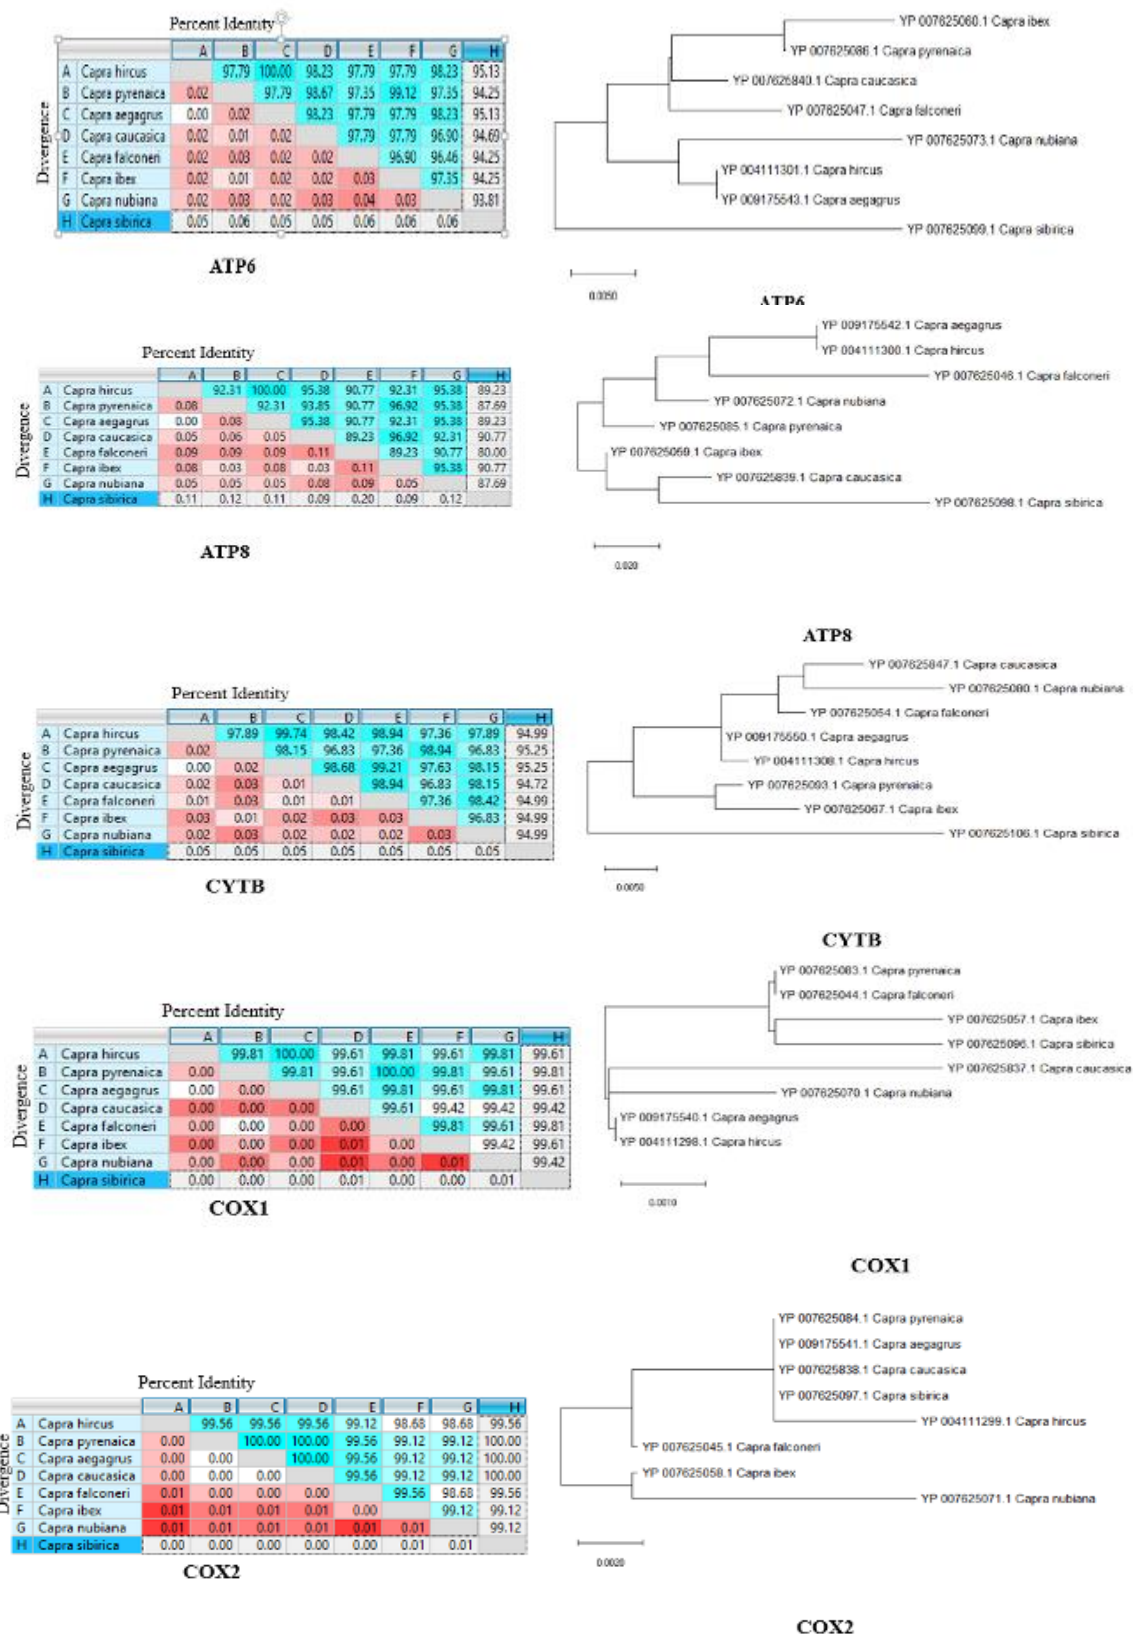 Percent Identity
A B C D E F G H
A Capra hircus 97.79 100.00 98.23 97.79 97.79 98.23 95.13
B Capra pyrenaica 0.02 97.79 98.67 97.35 99.12 97.35 94.25
C Capra aegagrus 0.00 0.02 98.23 97.79 97.79 98.23 95.13
D Capra caucasica 0.02 0.01 0.02 97.79 97.79 96.90 94.69
E Capra falconeri 0.02 0.03 0.02 0.02 96.90 96.46 94.25
F Capra ibex 0.02 0.01 0.02 0.02 0.03 97.35 94.25
G Capra nubiana 0.02 0.03 0.02 0.03 0.04 0.03 93.81
H Capra sibirica 0.05 0.06 0.05 0.05 0.06 0.06 0.06
Divergence
ATP6
YP 007625060.1 Capra ibex
YP 007625086.1 Capra pyrenaica
YP 007625840.1 Capra caucasica
YP 007625047.1 Capra falconeri
YP 007625073.1 Capra nubiana
YP 004111301.1 Capra hircus
YP 009175543.1 Capra aegagrus
YP 007625099.1 Capra sibirica
0.0050
ATP6
Percent Identity
A B C D E F G H
A Capra hircus 92.31 100.00 95.38 90.77 92.31 95.38 89.23
B Capra pyrenaica 0.08 92.31 93.85 90.77 96.92 95.38 87.69
C Capra aegagrus 0.00 0.08 95.38 90.77 92.31 95.38 89.23
D Capra caucasica 0.05 0.06 0.05 89.23 96.92 92.31 90.77
E Capra falconeri 0.09 0.09 0.09 0.11 89.23 90.77 80.00
F Capra ibex 0.08 0.03 0.08 0.03 0.11 95.38 90.77
G Capra nubiana 0.05 0.05 0.05 0.08 0.09 0.05 87.69
H Capra sibirica 0.11 0.12 0.11 0.09 0.20 0.09 0.12
Divergence
ATP8
YP 009175542.1 Capra aegagrus
YP 004111300.1 Capra hircus
YP 007625046.1 Capra falconeri
YP 007625072.1 Capra nubiana
YP 007625085.1 Capra pyrenaica
YP 007625059.1 Capra ibex
YP 007625839.1 Capra caucasica
YP 007625098.1 Capra sibirica
0.020
ATP8
Percent Identity
A B C D E F G H
A Capra hircus 97.89 99.74 98.42 98.94 97.36 97.89 94.99
B Capra pyrenaica 0.02 98.15 96.83 97.36 98.94 96.83 95.25
C Capra aegagrus 0.00 0.02 98.68 99.21 97.63 98.15 95.25
D Capra caucasica 0.02 0.03 0.01 98.94 96.83 98.15 94.72
E Capra falconeri 0.01 0.03 0.01 0.01 97.36 98.42 94.99
F Capra ibex 0.03 0.01 0.02 0.03 0.03 96.83 94.99
G Capra nubiana 0.02 0.03 0.02 0.02 0.02 0.03 94.99
H Capra sibirica 0.05 0.05 0.05 0.05 0.05 0.05 0.05
Divergence
CYTB
YP 007625847.1 Capra caucasica
YP 007625080.1 Capra nubiana
YP 007625054.1 Capra falconeri
YP 009175550.1 Capra aegagrus
YP 004111308.1 Capra hircus
YP 007625093.1 Capra pyrenaica
YP 007625067.1 Capra ibex
YP 007625106.1 Capra sibirica
0.0050
CYTB
Percent Identity
A B C D E F G H
A Capra hircus 99.81 100.00 99.61 99.81 99.61 99.81 99.61
B Capra pyrenaica 0.00 99.81 99.61 100.00 99.81 99.61 99.81
C Capra aegagrus 0.00 0.00 99.61 99.81 99.61 99.81 99.61
D Capra caucasica 0.00 0.00 0.00 99.61 99.42 99.42 99.42
E Capra falconeri 0.00 0.00 0.00 0.00 99.81 99.61 99.81
F Capra ibex 0.00 0.00 0.00 0.01 0.00 99.42 99.61
G Capra nubiana 0.00 0.00 0.00 0.01 0.00 0.01 99.42
H Capra sibirica 0.00 0.00 0.00 0.01 0.00 0.00 0.01
Divergence
COX1
YP 007625083.1 Capra pyrenaica
YP 007625044.1 Capra falconeri
YP 007625057.1 Capra ibex
YP 007625096.1 Capra sibirica
YP 007625837.1 Capra caucasica
YP 007625070.1 Capra nubiana
YP 009175540.1 Capra aegagrus
YP 004111298.1 Capra hircus
0.0010
COX1
Percent Identity
A B C D E F G H
A Capra hircus 99.56 99.56 99.56 99.12 98.68 98.68 99.56
B Capra pyrenaica 0.00 100.00 100.00 99.56 99.12 99.12 100.00
C Capra aegagrus 0.00 0.00 100.00 99.56 99.12 99.12 100.00
D Capra caucasica 0.00 0.00 0.00 99.56 99.12 99.12 100.00
E Capra falconeri 0.01 0.00 0.00 0.00 99.56 98.68 99.56
F Capra ibex 0.01 0.01 0.01 0.01 0.00 99.12 99.12
G Capra nubiana 0.01 0.01 0.01 0.01 0.01 0.01 99.12
H Capra sibirica 0.00 0.00 0.00 0.00 0.00 0.01 0.01
Divergence
COX2
YP 007625084.1 Capra pyrenaica
YP 009175541.1 Capra aegagrus
YP 007625838.1 Capra caucasica
YP 007625097.1 Capra sibirica
YP 004111299.1 Capra hircus
YP 007625045.1 Capra falconeri
YP 007625058.1 Capra ibex
YP 007625071.1 Capra nubiana
0.0020
COX2